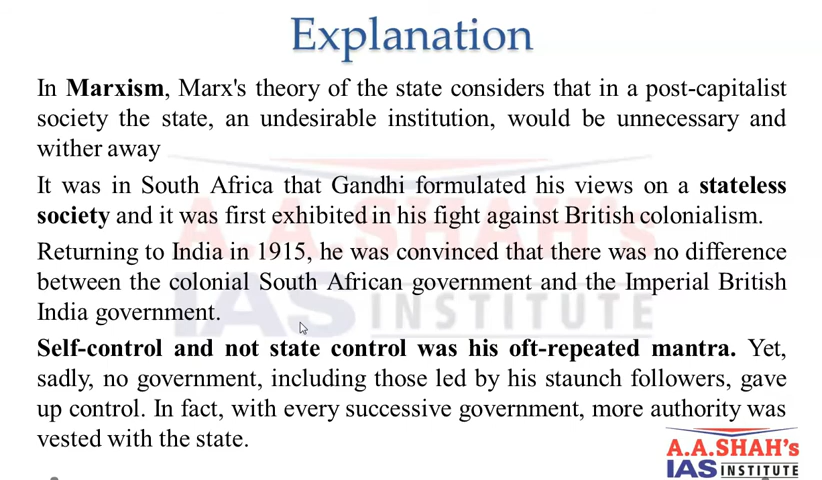 Explanation
In Marxism, Marx's theory of the state considers that in a post-capitalist
society the state, an undesirable institution, would be unnecessary and
wither away
It was in South Africa that Gandhi formulated his views on a stateless
society and it was first exhibited in his fight against British colonialism.
Returning to India in 1915, he was convinced that there was no difference
between the colonial South African government and the Imperial British
India government.
Self-control and not state control was his oft-repeated mantra. Yet,
sadly, no government, including those led by his staunch followers, gave
up control. In fact, with every successive government, more authority was
vested with the state.
A.A.SHAH's
IAS INSTITUTE
A.A.SHAH's
IAS INSTITUTE